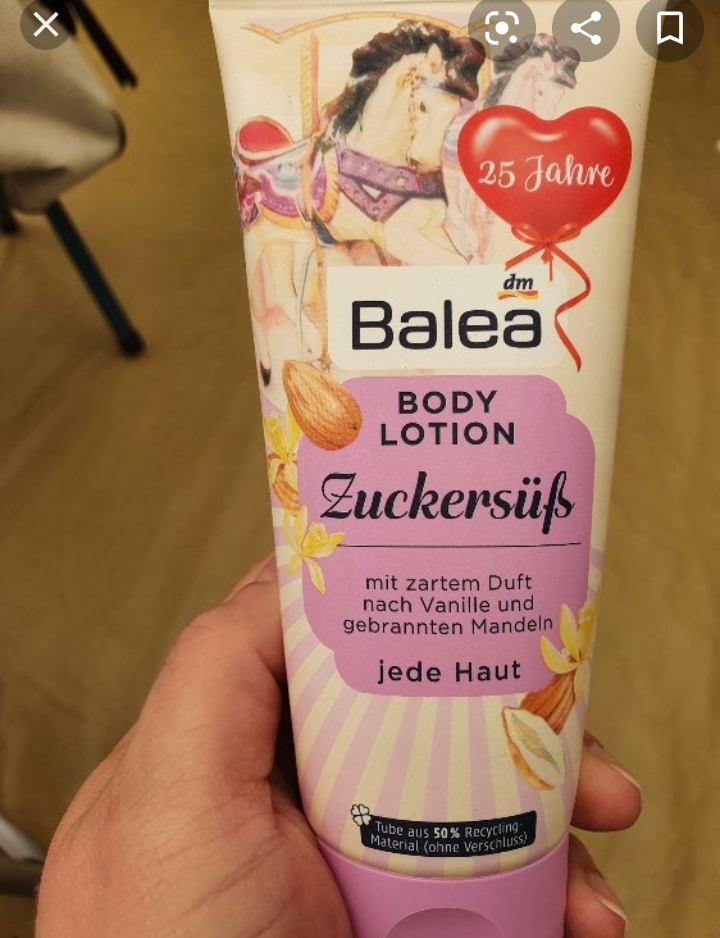 25 Jahre
dm
Balea
BODY
LOTION
Zuckersüß
mit zartem Duft
nach Vanille und
gebrannten Mandeln
jede Haut
Tube aus 50% Recycling-
Material (ohne Verschluss)